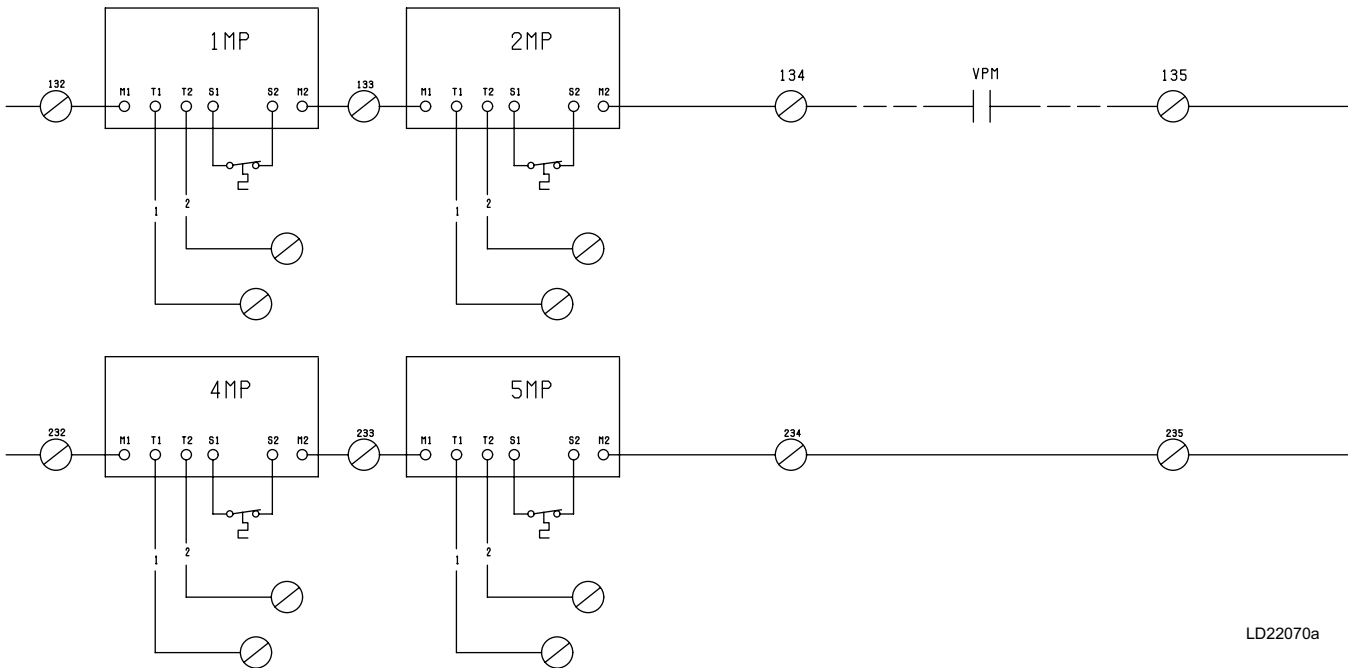 1MP 2MP
132 M1 T1 T2 S1 S2 M2 133 M1 T1 T2 S1 S2 M2 134 VPM 135
1 2 1 2
4MP 5MP
232 M1 T1 T2 S1 S2 M2 233 M1 T1 T2 S1 S2 M2 234 235
1 2 1 2
LD22070a